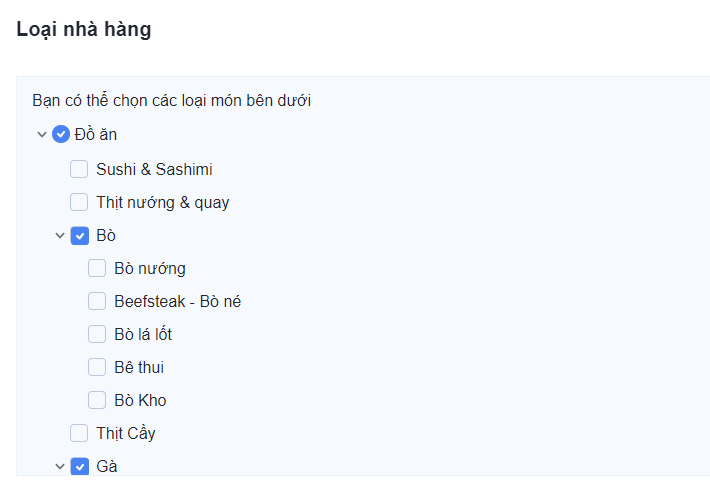 Loại nhà hàng
Bạn có thể chọn các loại món bên dưới
Đồ ăn
Sushi & Sashimi
Thịt nướng & quay
Bò
Bò nướng
Beefsteak - Bò né
Bò lá lốt
Bê thui
Bò Kho
Thịt Cầy
Gà